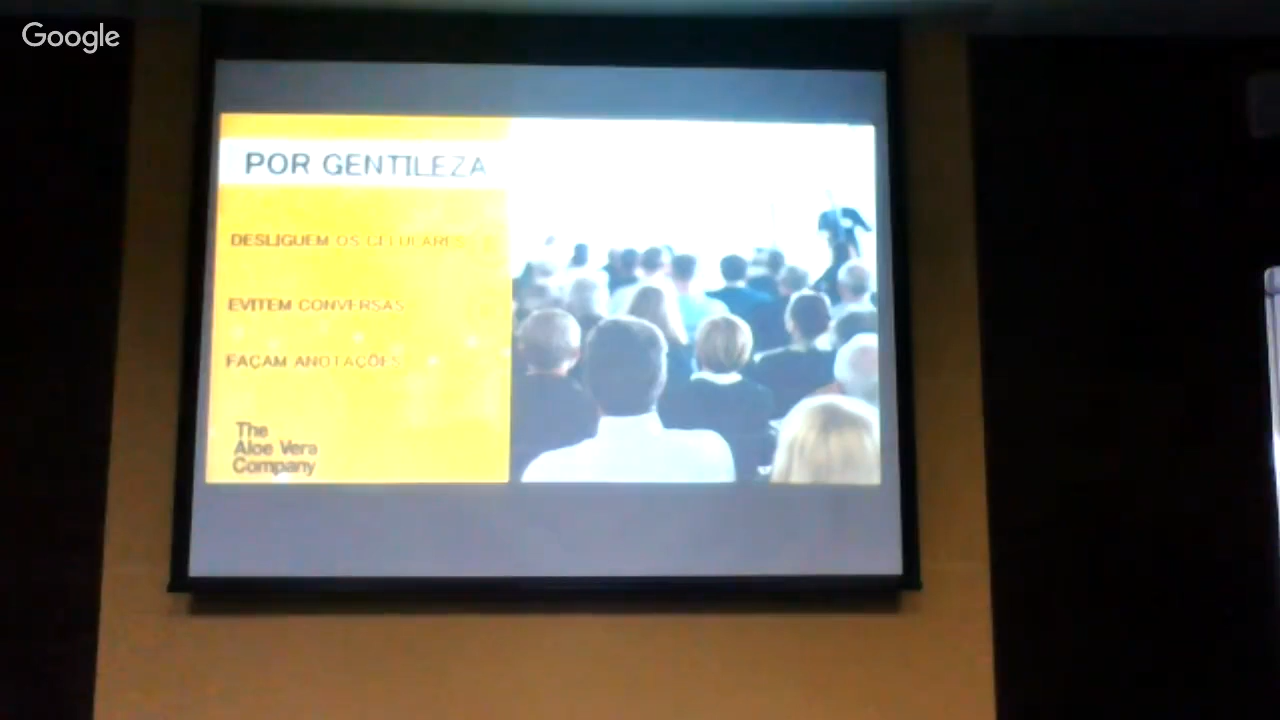 Google
POR GENTILEZA
DESLIGUEM OS CELULARES
EVITEM CONVERSAS
FAÇAM ANOTAÇÕES
The
Aloe Vera
Company